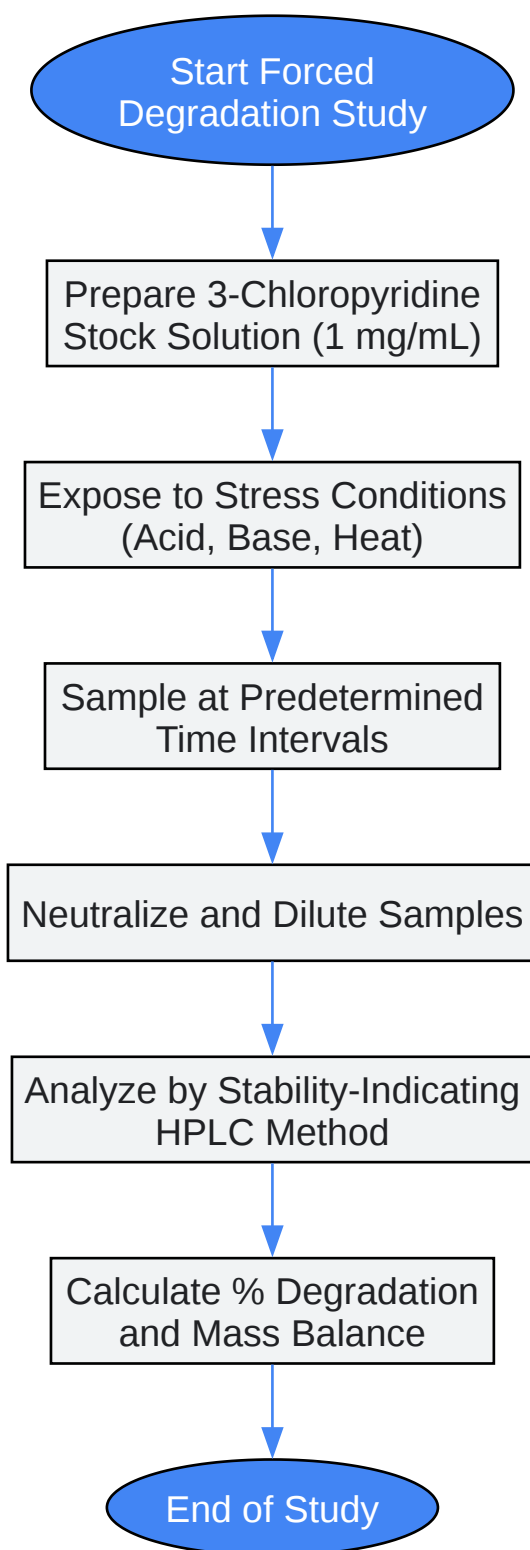 Start Forced
Degradation Study
Prepare 3-Chloropyridine
Stock Solution (1 mg/mL)
Expose to Stress Conditions
(Acid, Base, Heat)
Sample at Predetermined
Time Intervals
Neutralize and Dilute Samples
Analyze by Stability-Indicating
HPLC Method
Calculate % Degradation
and Mass Balance
End of Study